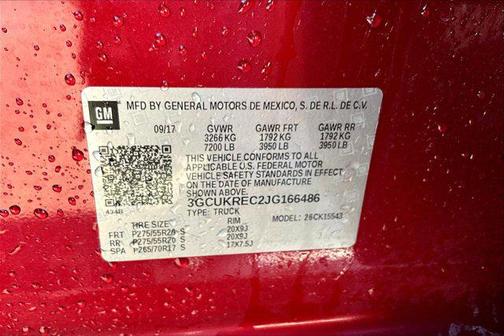 GM
MFD BY GENERAL MOTORS DE MEXICO, S. DE R.L. DE C.V.
09/17 GVWR GAWR FRT GAWR RR
3266 KG 1792 KG 1792 KG
7200 LB 3950 LB 3950 LB
THIS VEHICLE CONFORMS TO ALL
APPLICABLE U.S. FEDERAL MOTOR
VEHICLE SAFETY STANDARDS IN EFFECT
ON THE DATE OF MANUFACTURE SHOWN ABOVE.
3GCUKREC2JG166486
434B TYPE: TRUCK MODEL: 26CK15543
TIRE SIZE RIM
FRT P275/55R20 S 20X9J
RR P275/55R20 S 20X9J
SPA P265/70R17 S 17X7.5J